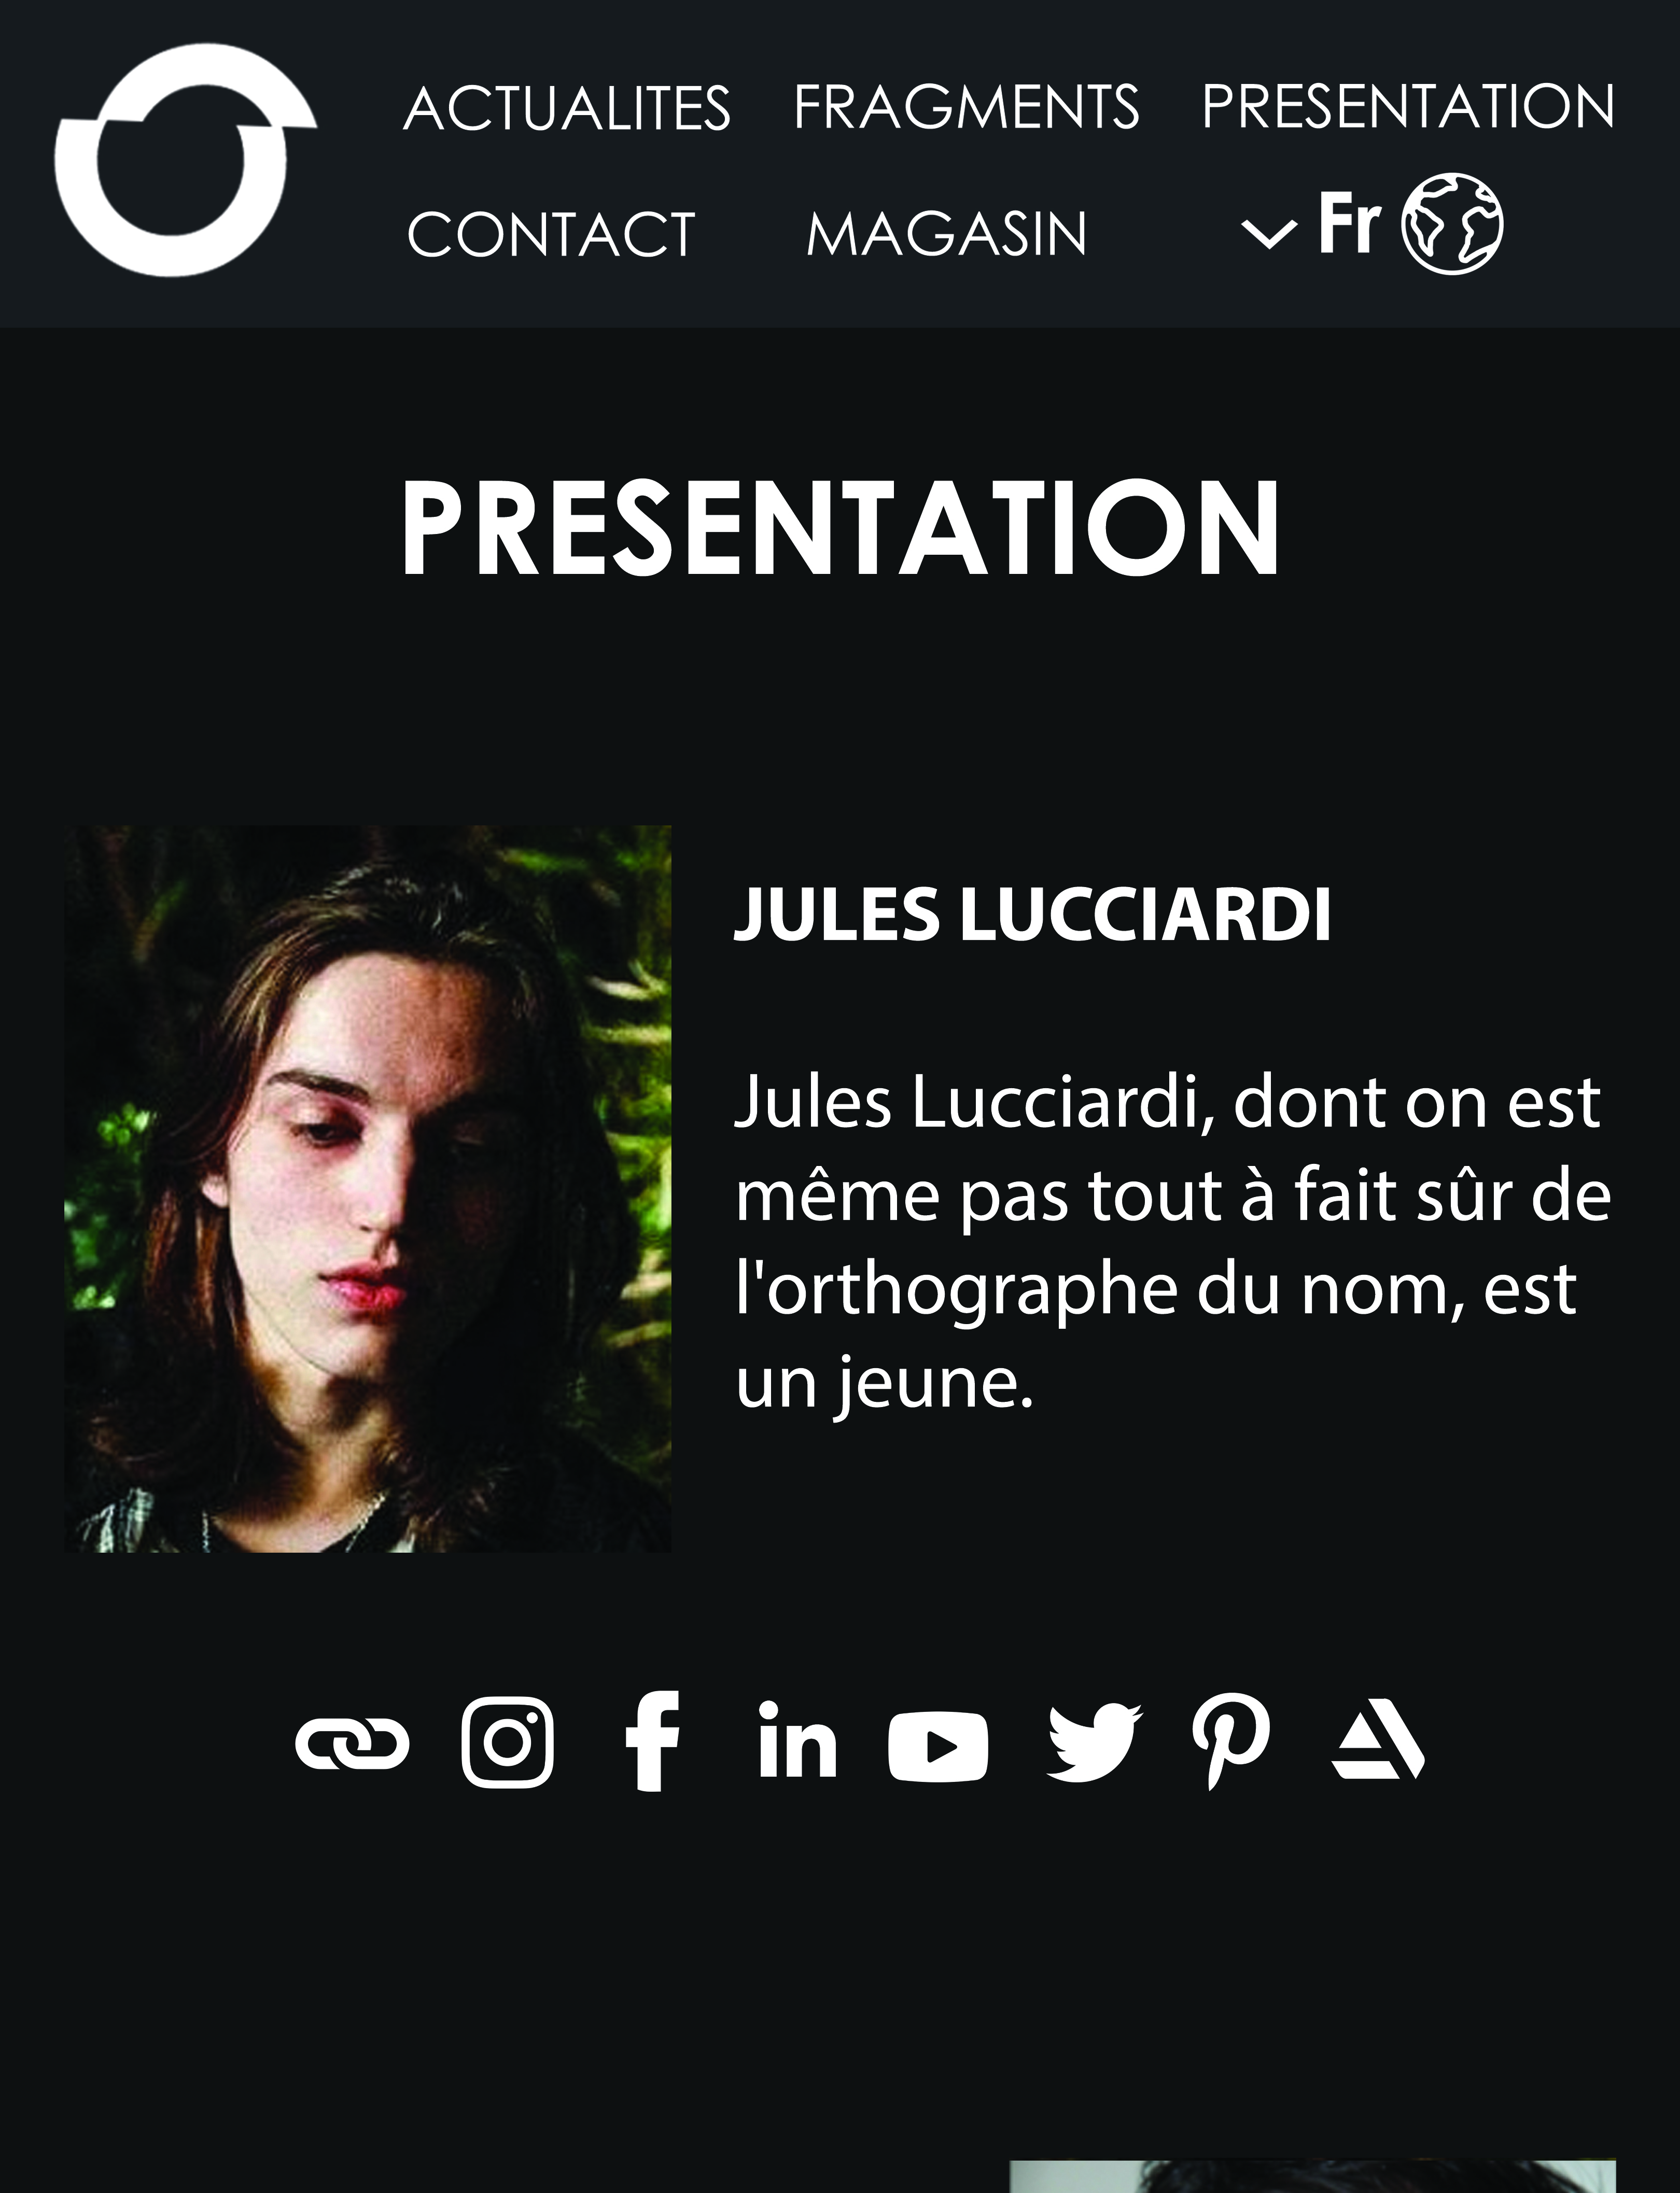 ACTUALITES FRAGMENTS PRESENTATION
CONTACT MAGASIN Fr
PRESENTATION
JULES LUCCIARDI
Jules Lucciardi, dont on est
même pas tout à fait sûr de
l'orthographe du nom, est
un jeune.